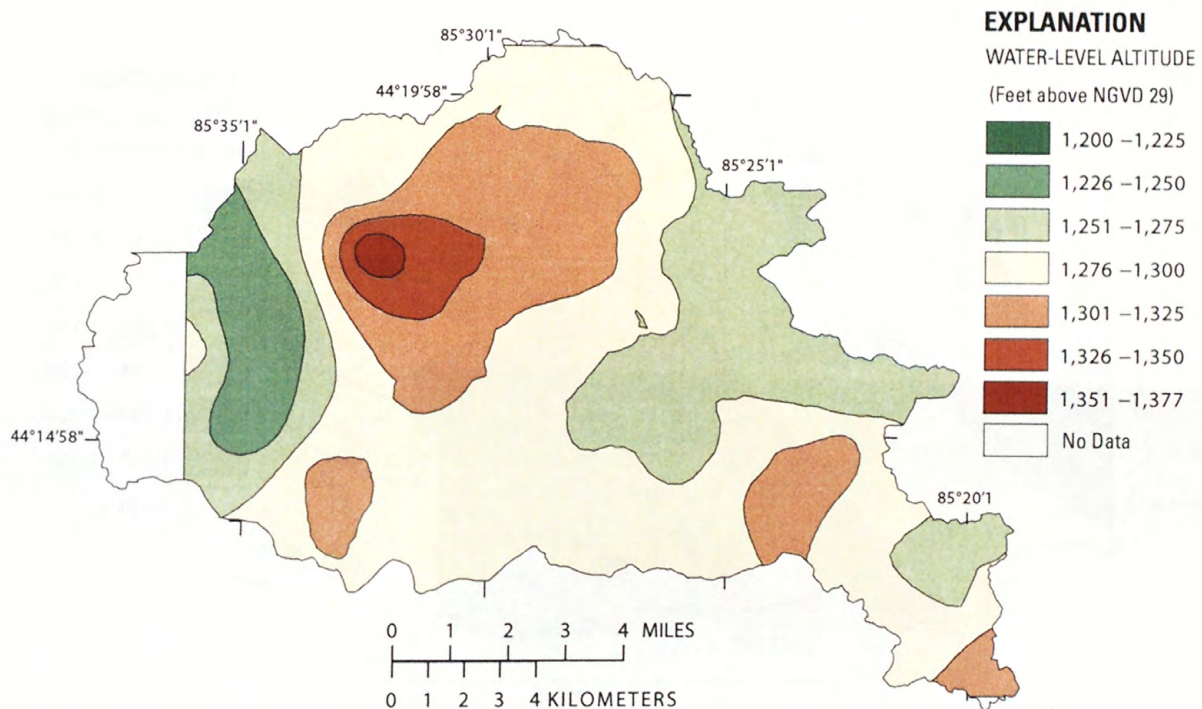 EXPLANATION
WATER-LEVEL ALTITUDE
(Feet above NGVD 29)
1,200 –1,225
1,226 –1,250
1,251 –1,275
1,276 –1,300
1,301 –1,325
1,326 –1,350
1,351 –1,377
No Data
85°30'1"
44°19'58"
85°35'1"
85°25'1"
44°14'58"
85°20'1
0 1 2 3 4 MILES
0 1 2 3 4 KILOMETERS